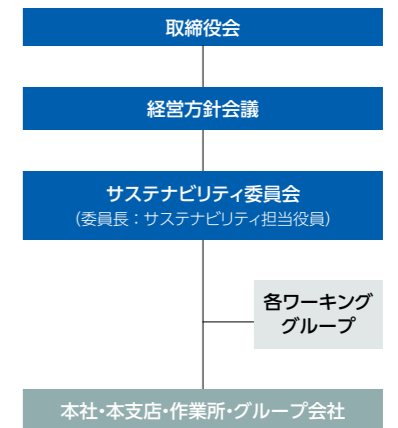 取締役会
経営方針会議
サステナビリティ委員会
(委員長：サステナビリティ担当役員)
各ワーキング
グループ
本社・本支店・作業所・グループ会社